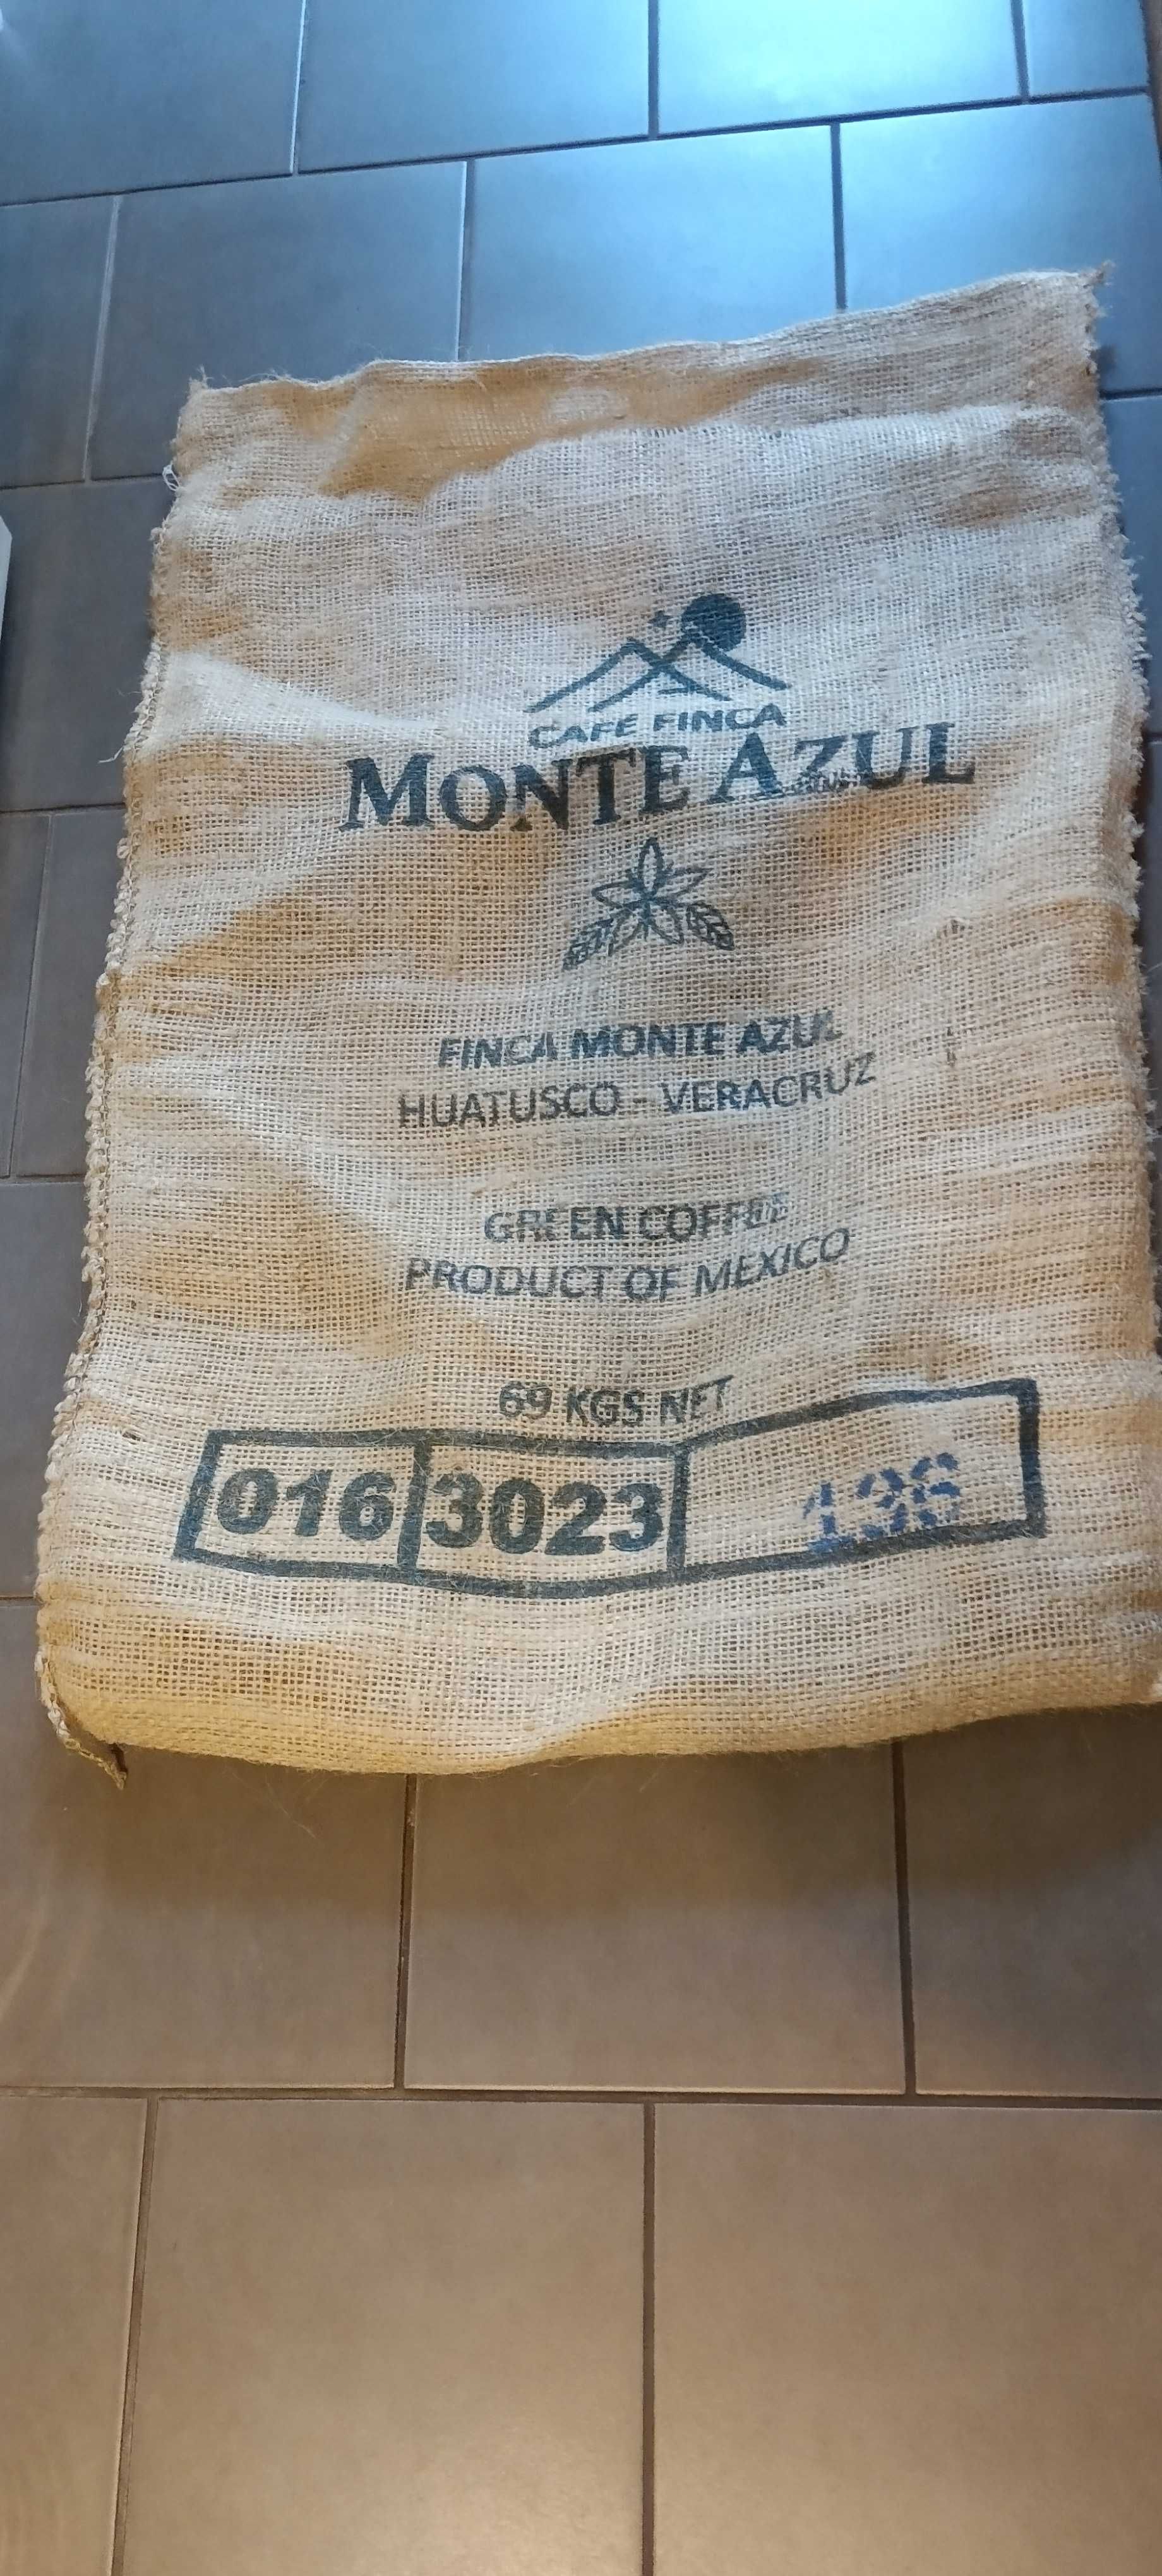 CAFE FINCA
MONTE AZUL
FINCA MONTE AZUL
HUATUSCO - VERACRUZ
GREEN COFFEE
PRODUCT OF MEXICO
69 KGS NET
016 3023 136